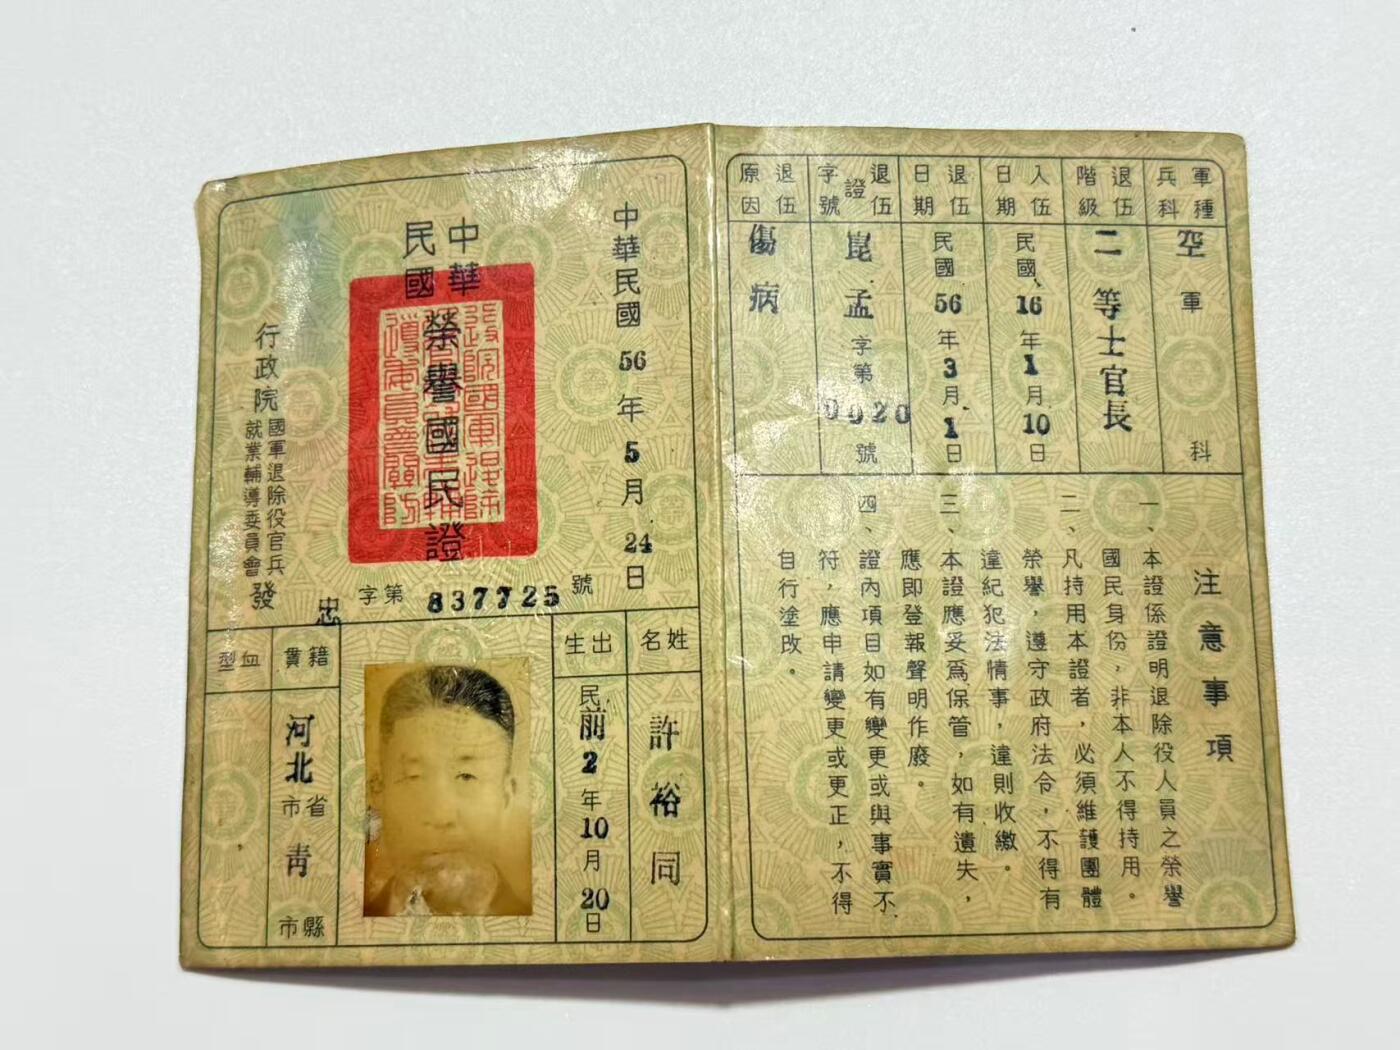 注意事項
一、本證係證明退除役人員之榮譽
國民身份，非本人不得持用。
二、凡持用本證者，必須維護團體
榮譽，遵守政府法令，不得有
違紀犯法情事，違則收繳。
三、本證應妥爲保管，如有遺失，
應即登報聲明作廢。
四、證內項目如有變更或與事實不
符，應申請變更或更正，不得
自行塗改。
軍種兵科
空軍 科
退伍階級
二等士官長
入伍日期
民國16年1月10日
退伍日期
民國56年3月1日
退伍證字號
崑孟字第0020號
退伍原因
傷病
中華民國56年5月24日
中華民國
榮譽國民證
行政院國軍退除役官兵就業輔導委員會發
忠字第837725號
姓名
許裕同
出生
民前2年10月20日
籍貫
河北省市
青縣市
血型